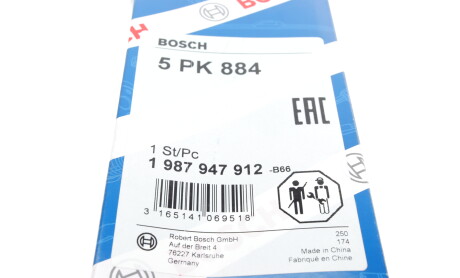 BOSCH
BOSCH
5 PK 884
EAC
1 St/Pc
1 987 947 912 -B66
3 165141 069518
Robert Bosch GmbH
Auf der Breit 4
76227 Karlsruhe
Germany
250
174
Made in China
Fabriqué en Chine